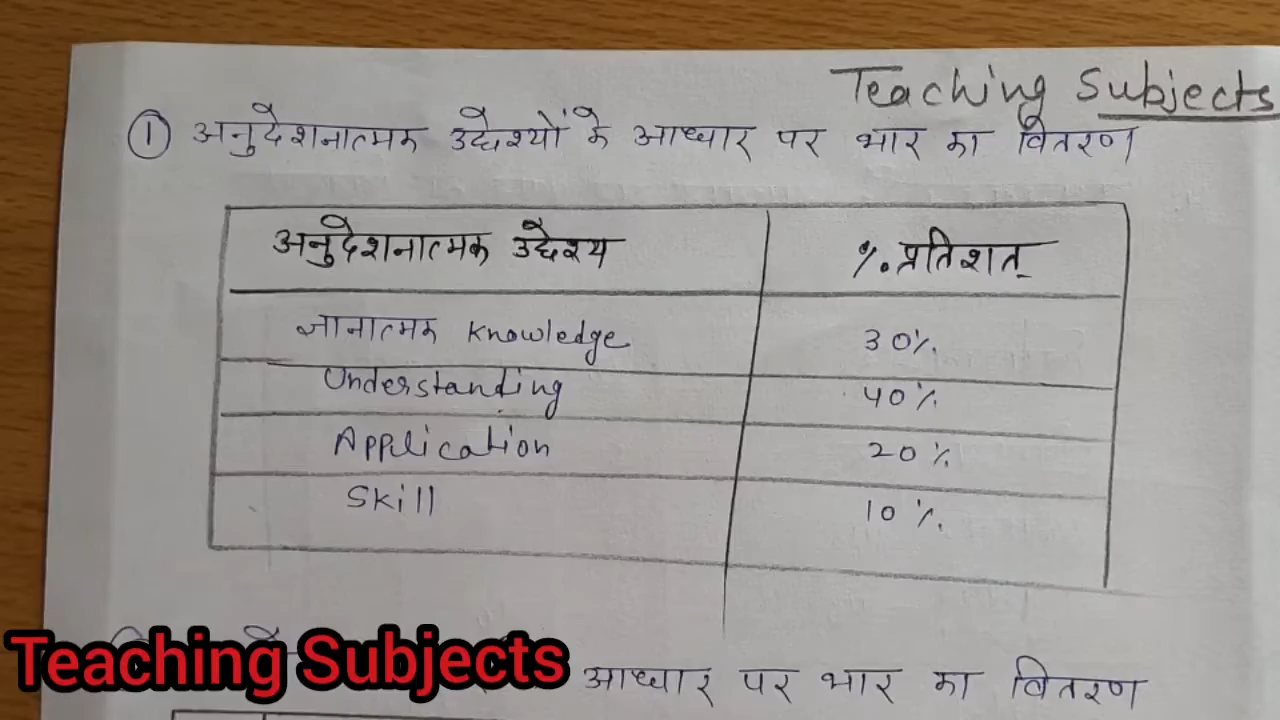 Teaching Subjects
① अनुदेशनात्मक उद्देश्यों के आधार पर भार का वितरण
अनुदेशनात्मक उद्देश्य %. प्रतिशत्
ज्ञानात्मक Knowledge 30%.
Understanding 40%
Application 20%
Skill 10%.
Teaching Subjects
आधार पर भार का वितरण